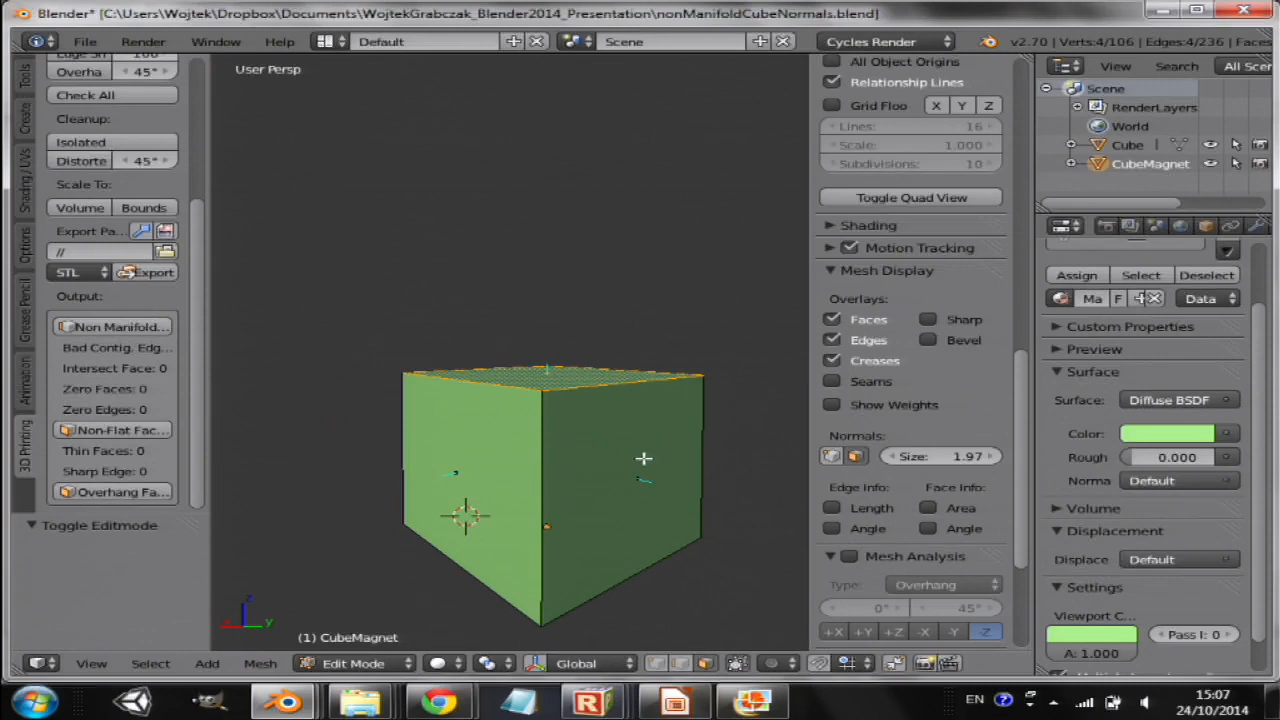 Blender* [C:\Users\Wojtek\Dropbox\Documents\WojtekGrabczak_Blender2014_Presentation\nonManifoldCubeNormals.blend]
File Render Window Help Default Scene Cycles Render v2.70 | Verts:4/106 | Edges:4/236 | Faces
Tools
Create
Shading / UVs
Options
Grease Pencil
Animation
3D Printing
Overha 45°
Check All
Cleanup:
Isolated
Distorte 45°
Scale To:
Volume Bounds
Export Pa...
//
STL Export
Output:
Non Manifold...
Bad Contig. Edg...
Intersect Face: 0
Zero Faces: 0
Zero Edges: 0
Non-Flat Fac...
Thin Faces: 0
Sharp Edge: 0
Overhang Fa...
Toggle Editmode
User Persp
z
x
y
(1) CubeMagnet
View Select Add Mesh Edit Mode Global
All Object Origins
Relationship Lines
Grid Floo X Y Z
Lines: 16
Scale: 1.000
Subdivisions: 10
Toggle Quad View
Shading
Motion Tracking
Mesh Display
Overlays:
Faces Sharp
Edges Bevel
Creases
Seams
Show Weights
Normals:
Size: 1.97
Edge Info: Face Info:
Length Area
Angle Angle
Mesh Analysis
Type: Overhang
0° 45°
+X +Y +Z -X -Y -Z
View Search All Scer
Scene
RenderLayers
World
Cube
CubeMagnet
Assign Select Deselect
Ma F Data
Custom Properties
Preview
Surface
Surface: Diffuse BSDF
Color:
Rough 0.000
Norma Default
Volume
Displacement
Displace Default
Settings
Viewport C...
Pass I: 0
A: 1.000
EN
15:07
24/10/2014